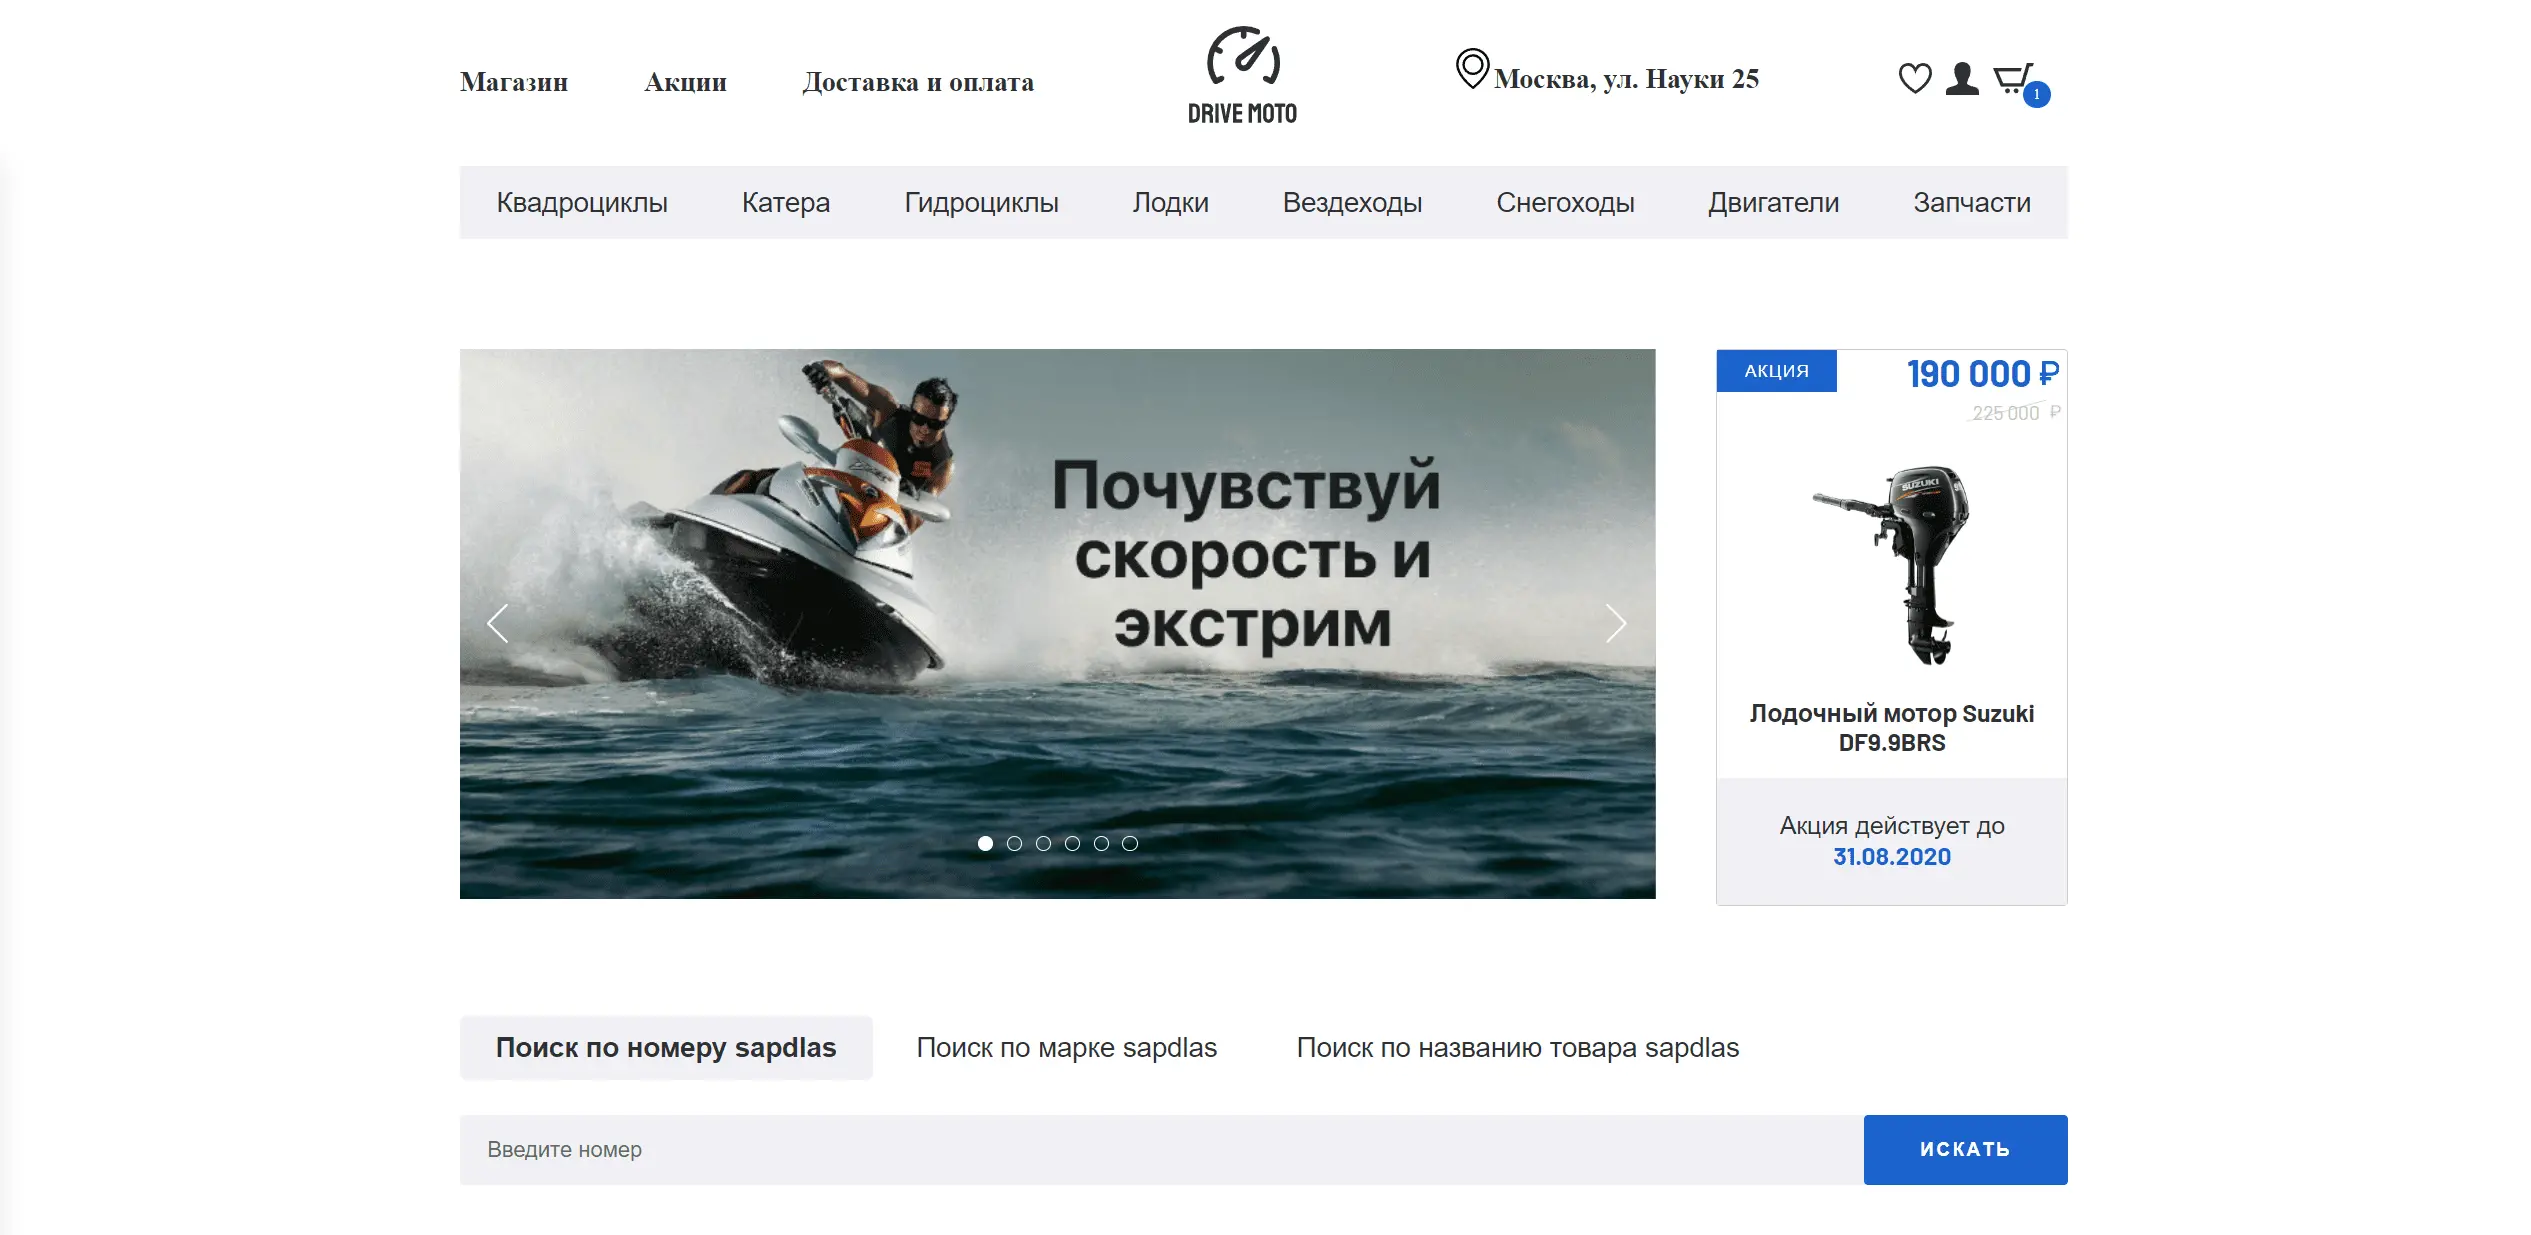 Магазин Акции Доставка и оплата
DRIVE MOTO
Москва, ул. Науки 25
1
Квадроциклы Катера Гидроциклы Лодки Вездеходы Снегоходы Двигатели Запчасти
Почувствуй
скорость и
экстрим
АКЦИЯ
190 000 ₽
225 000 ₽
SUZUKI
Лодочный мотор Suzuki
DF9.9BRS
Акция действует до
31.08.2020
Поиск по номеру sapdlas Поиск по марке sapdlas Поиск по названию товара sapdlas
Введите номер
ИСКАТЬ